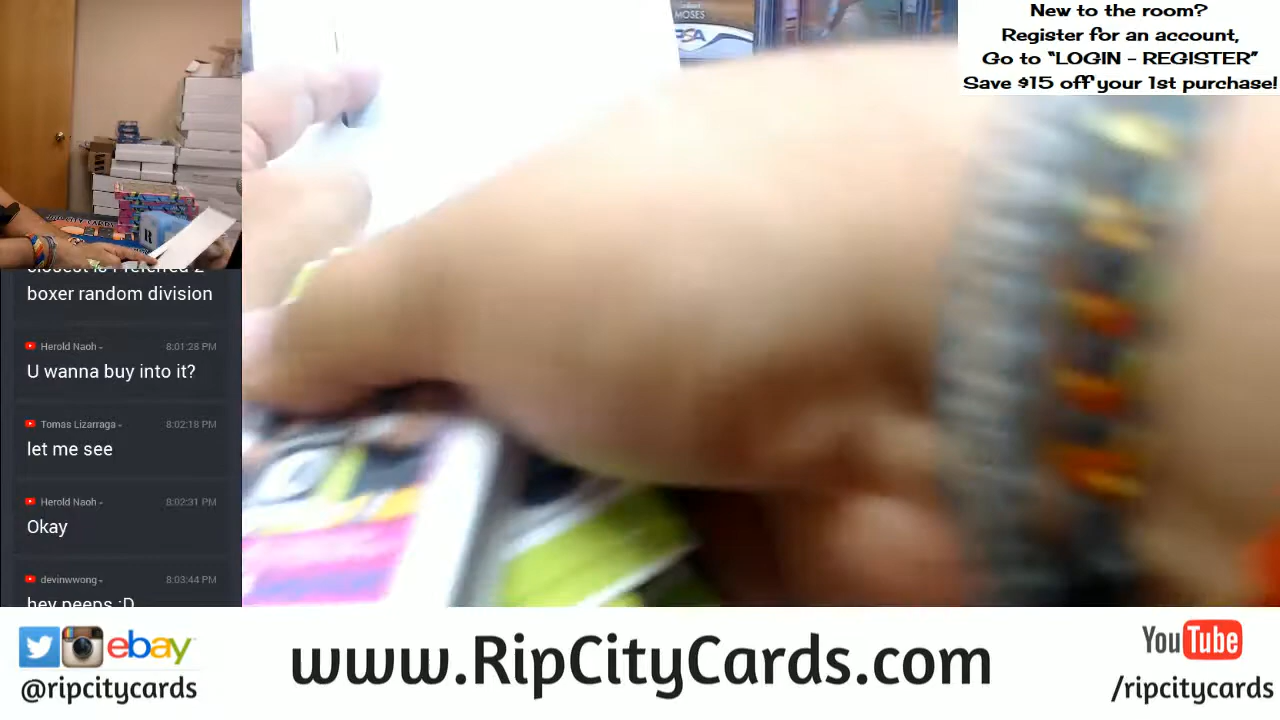 New to the room?
Register for an account,
Go to "LOGIN - REGISTER"
Save $15 off your 1st purchase!
MOSES
PSA
boxer random division
Herold Naoh
8:01:28 PM
U wanna buy into it?
Tomas Lizarraga
8:02:18 PM
let me see
Herold Naoh
8:02:31 PM
Okay
devinwwong
8:03:44 PM
hey peeps :D
ebay
@ripcitycards
www.RipCityCards.com
YouTube
/ripcitycards